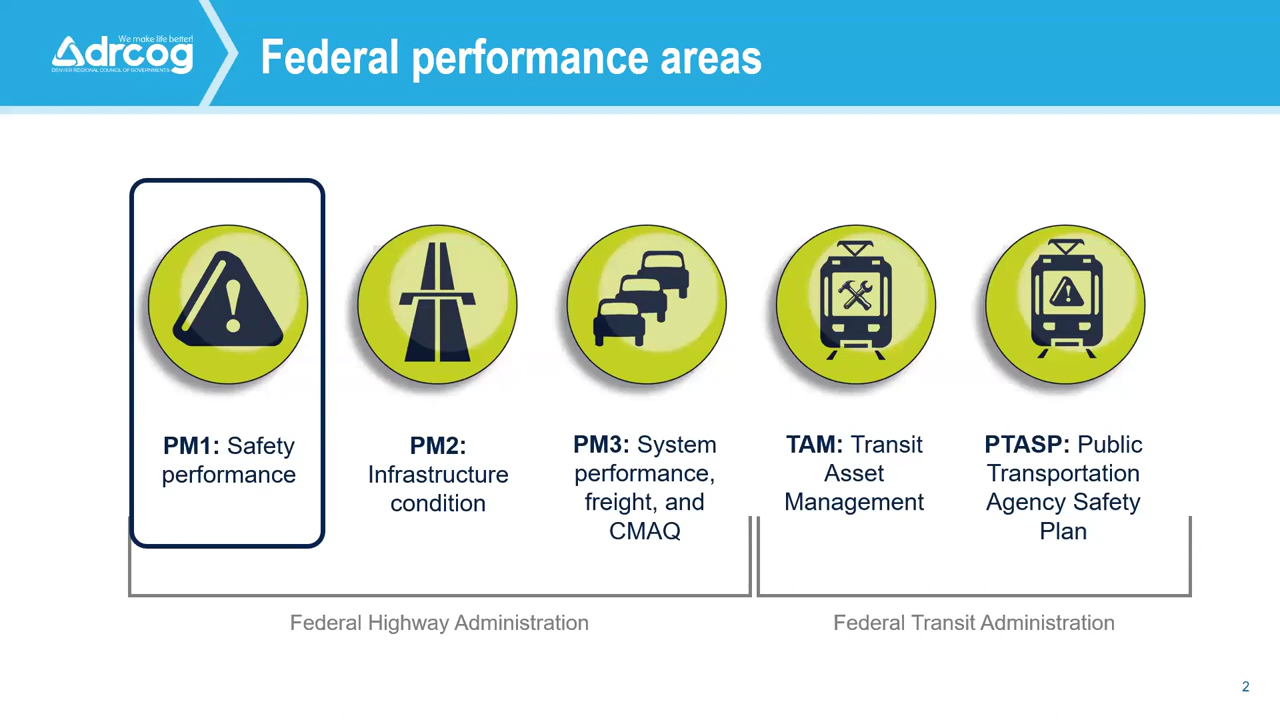 We make life better!
drcog
DENVER REGIONAL COUNCIL OF GOVERNMENTS
Federal performance areas
PM1: Safety
performance
PM2:
Infrastructure
condition
PM3: System
performance,
freight, and
CMAQ
TAM: Transit
Asset
Management
PTASP: Public
Transportation
Agency Safety
Plan
Federal Highway Administration
Federal Transit Administration
2